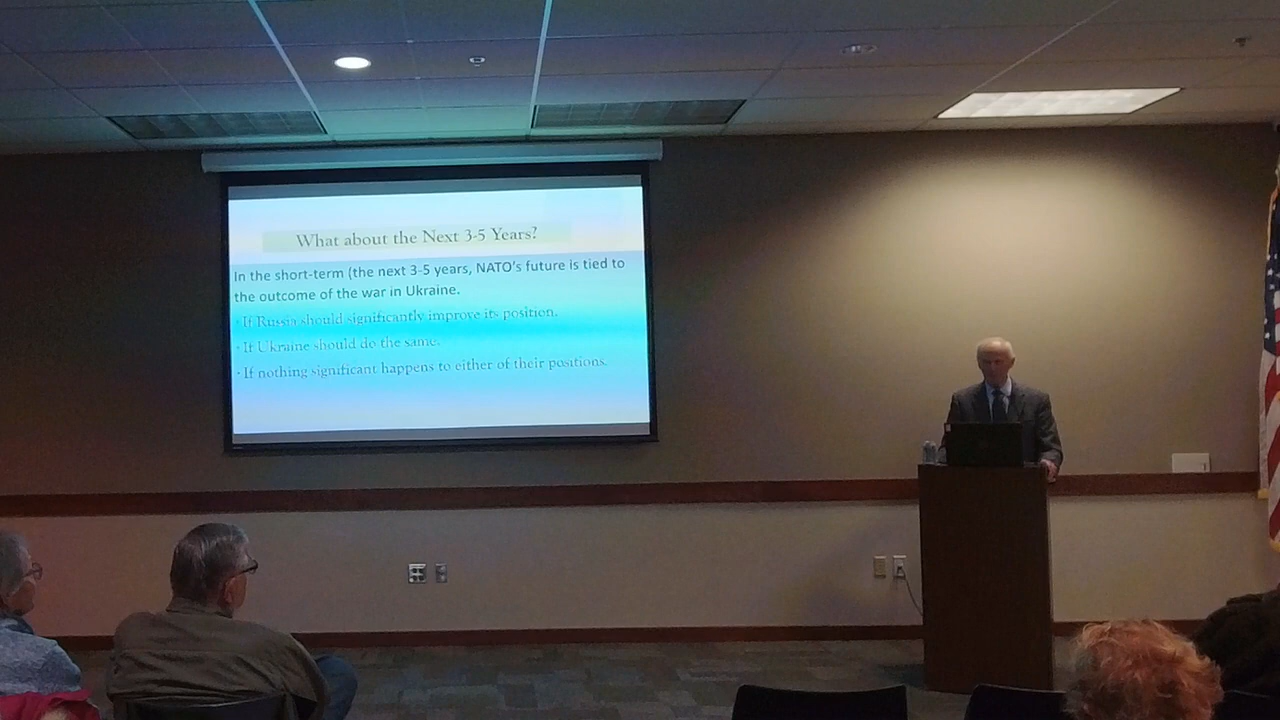 What about the Next 3-5 Years?
In the short-term (the next 3-5 years, NATO's future is tied to
the outcome of the war in Ukraine.
· If Russia should significantly improve its position.
· If Ukraine should do the same.
· If nothing significant happens to either of their positions.